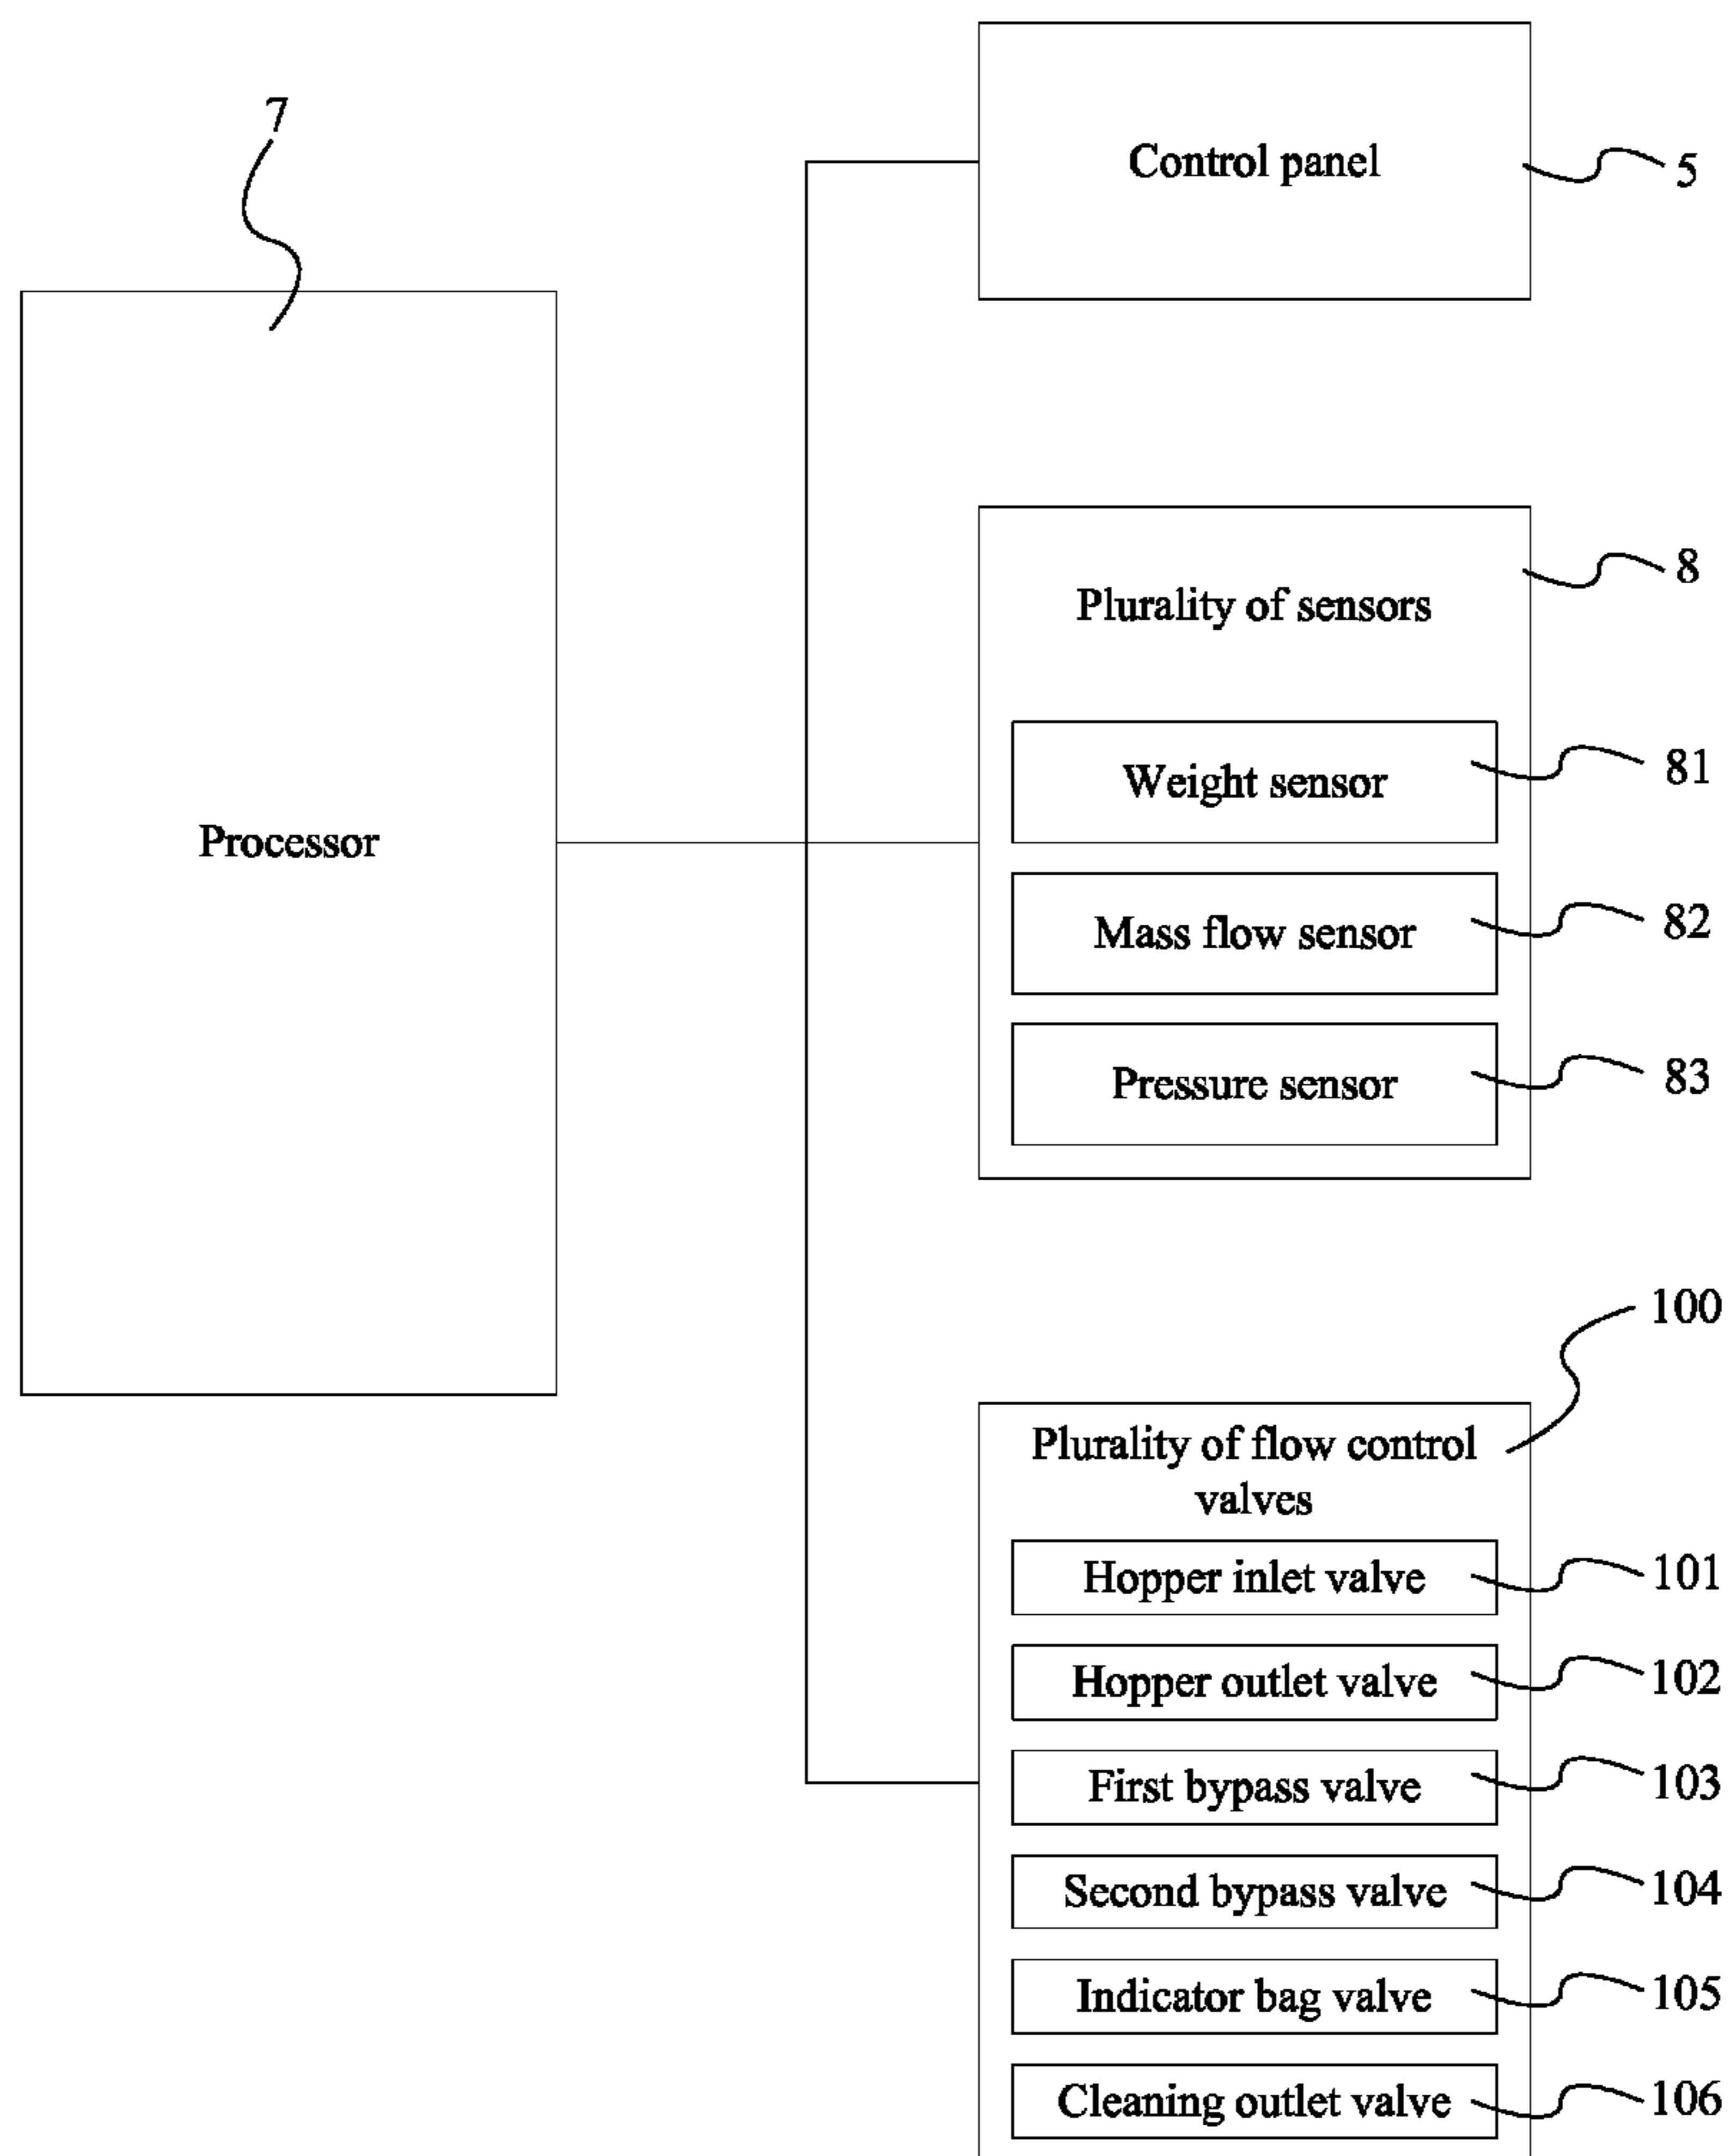 7
Control panel
5
Processor
Plurality of sensors
8
Weight sensor
81
Mass flow sensor
82
Pressure sensor
83
100
Plurality of flow control
valves
Hopper inlet valve
101
Hopper outlet valve
102
First bypass valve
103
Second bypass valve
104
Indicator bag valve
105
Cleaning outlet valve
106